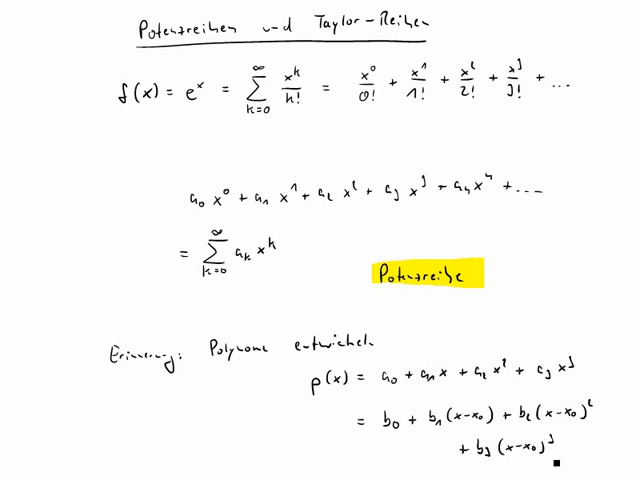 Potenzreihen und Taylor-Reihen
f(x) = e^x = ∑_{k=0}^{∞} x^k/k! = x^0/0! + x^1/1! + x^2/2! + x^3/3! + ...
a_0 x^0 + a_1 x^1 + a_2 x^2 + a_3 x^3 + a_4 x^4 + ...
= ∑_{k=0}^{∞} a_k x^k
Potenzreihe
Erinnerung: Polynome entwickeln
p(x) = a_0 + a_1 x + a_2 x^2 + a_3 x^3
= b_0 + b_1 (x-x_0) + b_2 (x-x_0)^2
+ b_3 (x-x_0)^3